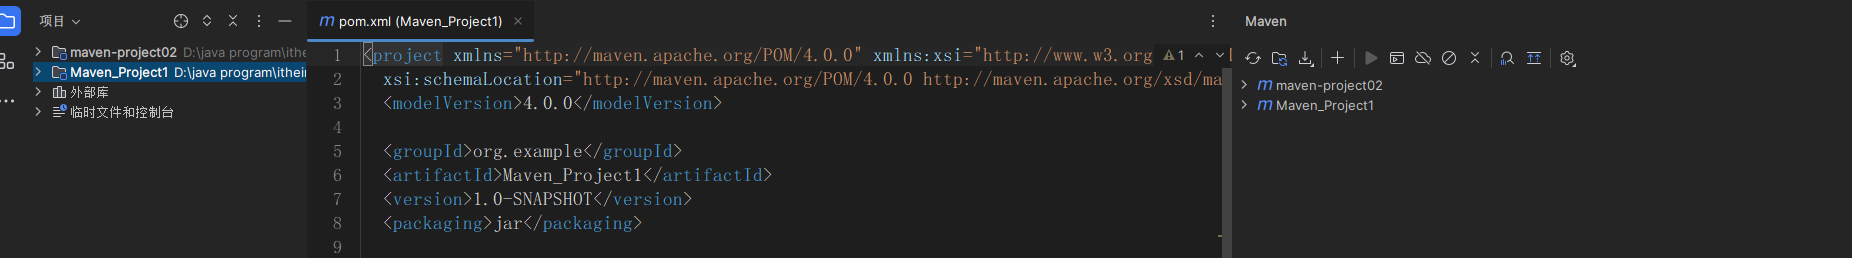 项目
maven-project02 D:\java program\itheim
Maven_Project1 D:\java program\itheim
外部库
临时文件和控制台
pom.xml (Maven_Project1)
1 <project xmlns="http://maven.apache.org/POM/4.0.0" xmlns:xsi="http://www.w3.org
1
2 xsi:schemaLocation="http://maven.apache.org/POM/4.0.0 http://maven.apache.org/xsd/ma
3 <modelVersion>4.0.0</modelVersion>
4
5 <groupId>org.example</groupId>
6 <artifactId>Maven_Project1</artifactId>
7 <version>1.0-SNAPSHOT</version>
8 <packaging>jar</packaging>
9
Maven
maven-project02
Maven_Project1